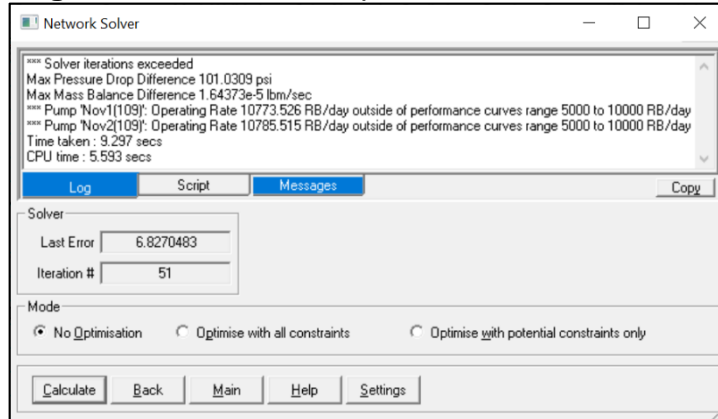 Network Solver
*** Solver iterations exceeded
Max Pressure Drop Difference 101.0309 psi
Max Mass Balance Difference 1.64373e-5 lbm/sec
*** Pump 'Nov1(109)': Operating Rate 10773.526 RB/day outside of performance curves range 5000 to 10000 RB/day
*** Pump 'Nov2(109)': Operating Rate 10785.515 RB/day outside of performance curves range 5000 to 10000 RB/day
Time taken : 9.297 secs
CPU time : 5.593 secs
Log Script Messages Copy
Solver
Last Error 6.8270483
Iteration # 51
Mode
No Optimisation Optimise with all constraints Optimise with potential constraints only
Calculate Back Main Help Settings